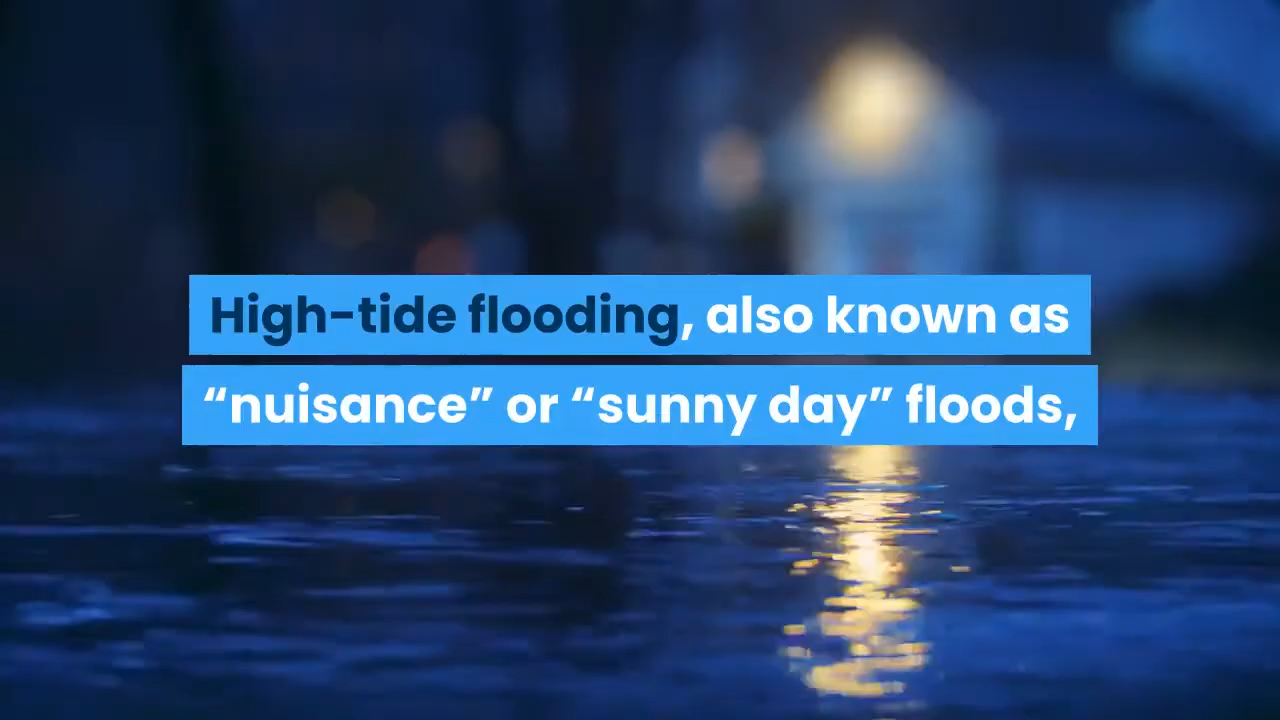 High-tide flooding, also known as
“nuisance” or “sunny day” floods,